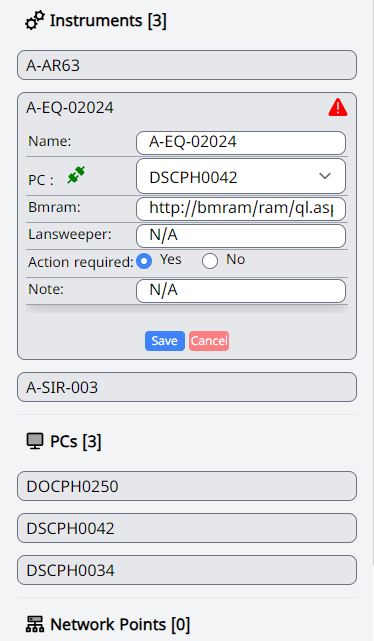 Instruments [3]
A-AR63
A-EQ-02024
Name: A-EQ-02024
PC : DSCPH0042
Bmram: http://bmram/ram/ql.as
Lansweeper: N/A
Action required: Yes No
Note: N/A
Save Cancel
A-SIR-003
PCs [3]
DOCPH0250
DSCPH0042
DSCPH0034
Network Points [0]